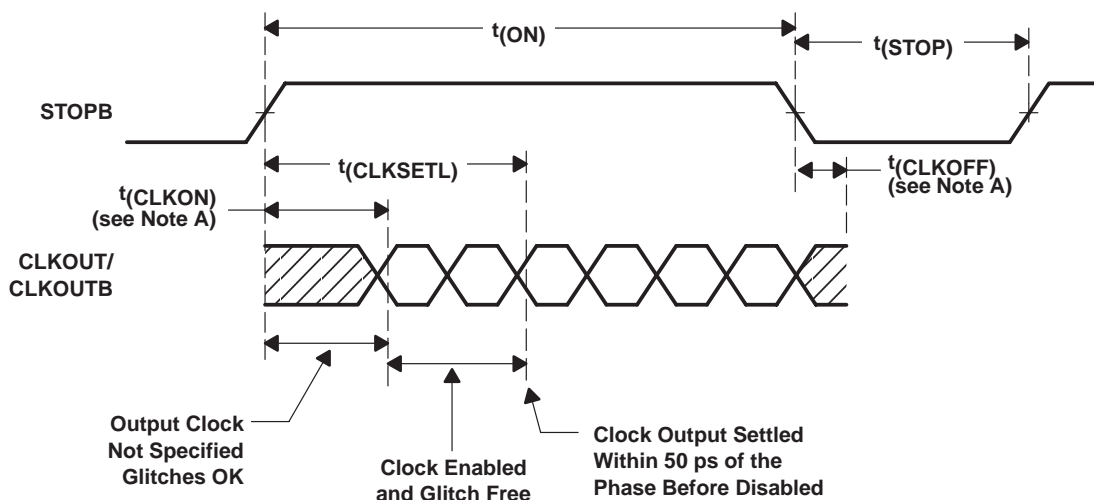 t(ON)
t(STOP)
STOPB
t(CLKSETL)
t(CLKOFF)
(see Note A)
t(CLKON)
(see Note A)
CLKOUT/
CLKOUTB
Output Clock
Not Specified
Glitches OK
Clock Enabled
and Glitch Free
Clock Output Settled
Within 50 ps of the
Phase Before Disabled